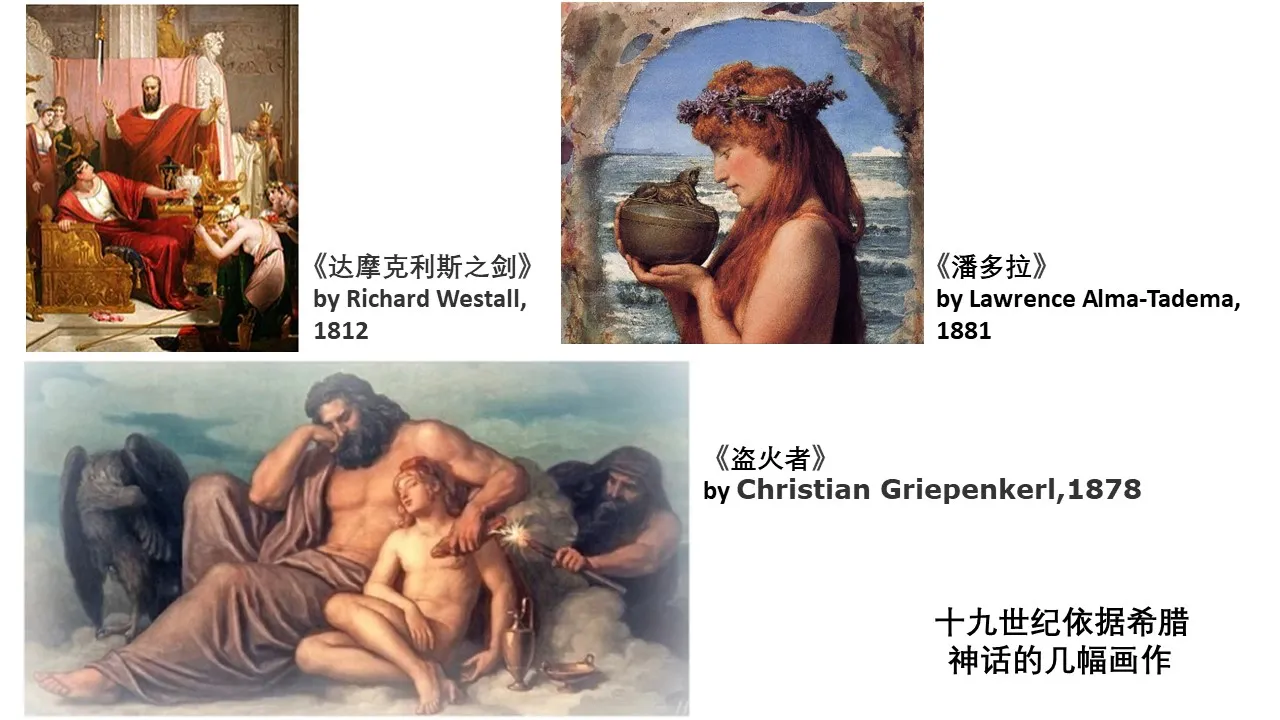 《达摩克利斯之剑》
by Richard Westall,
1812
《潘多拉》
by Lawrence Alma-Tadema,
1881
《盗火者》
by Christian Griepenkerl,1878
十九世纪依据希腊
神话的几幅画作